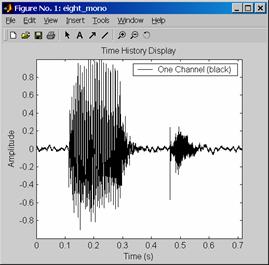 Figure No. 1: eight_mono
File Edit View Insert Tools Window Help
Time History Display
One Channel (black)
Amplitude
0.8
0.6
0.4
0.2
0
-0.2
-0.4
-0.6
-0.8
0 0.1 0.2 0.3 0.4 0.5 0.6 0.7
Time (s)